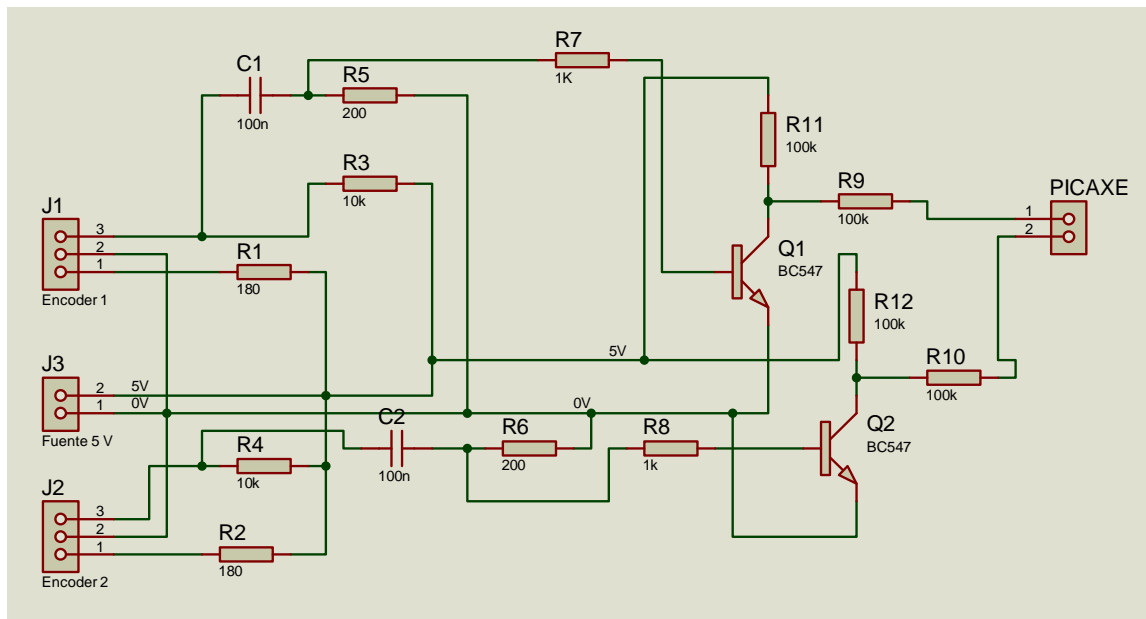 R7
1K
C1
100n
R5
200
R11
100k
R3
10k
R9
100k
PICAXE
1
2
J1
3
2
1
Encoder 1
R1
180
Q1
BC547
R12
100k
5V
R10
100k
J3
2
1
5V
0V
Fuente 5 V
0V
C2
100n
R6
200
R8
1k
Q2
BC547
R4
10k
J2
3
2
1
Encoder 2
R2
180